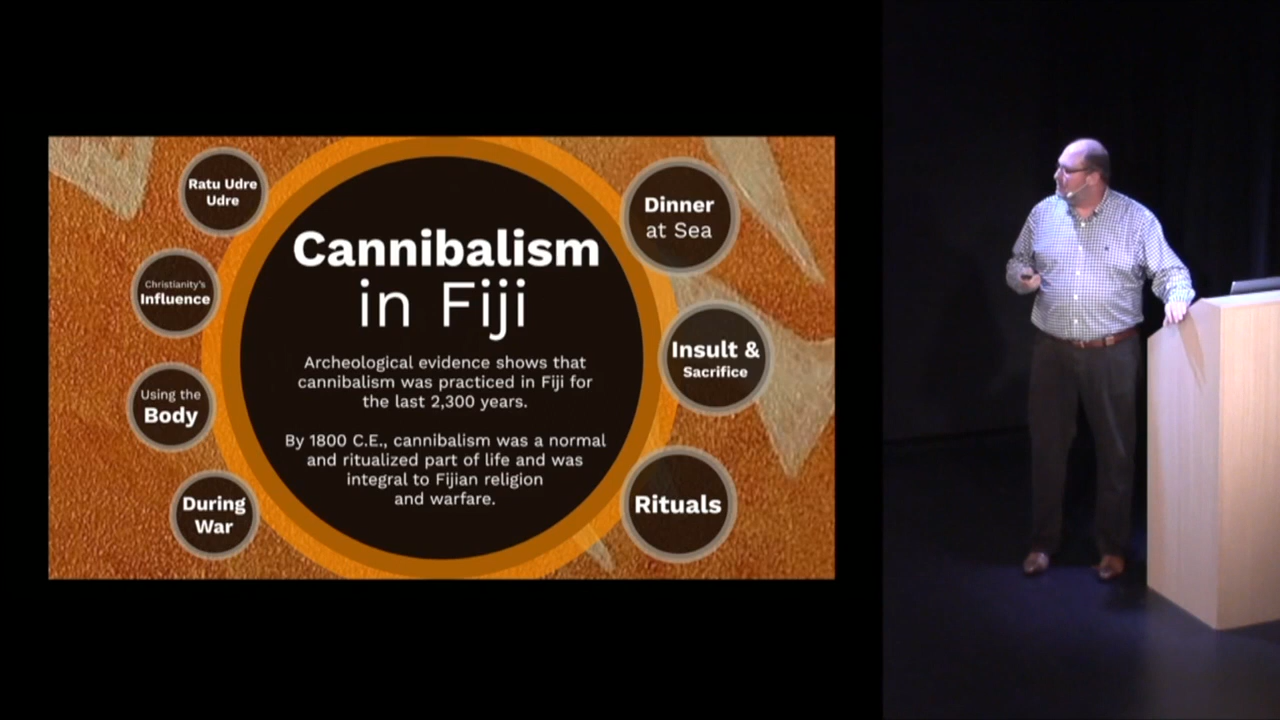 Cannibalism
in Fiji
Archeological evidence shows that
cannibalism was practiced in Fiji for
the last 2,300 years.
By 1800 C.E., cannibalism was a normal
and ritualized part of life and was
integral to Fijian religion
and warfare.
Ratu Udre
Udre
Christianity's
Influence
Using the
Body
During
War
Dinner
at Sea
Insult &
Sacrifice
Rituals